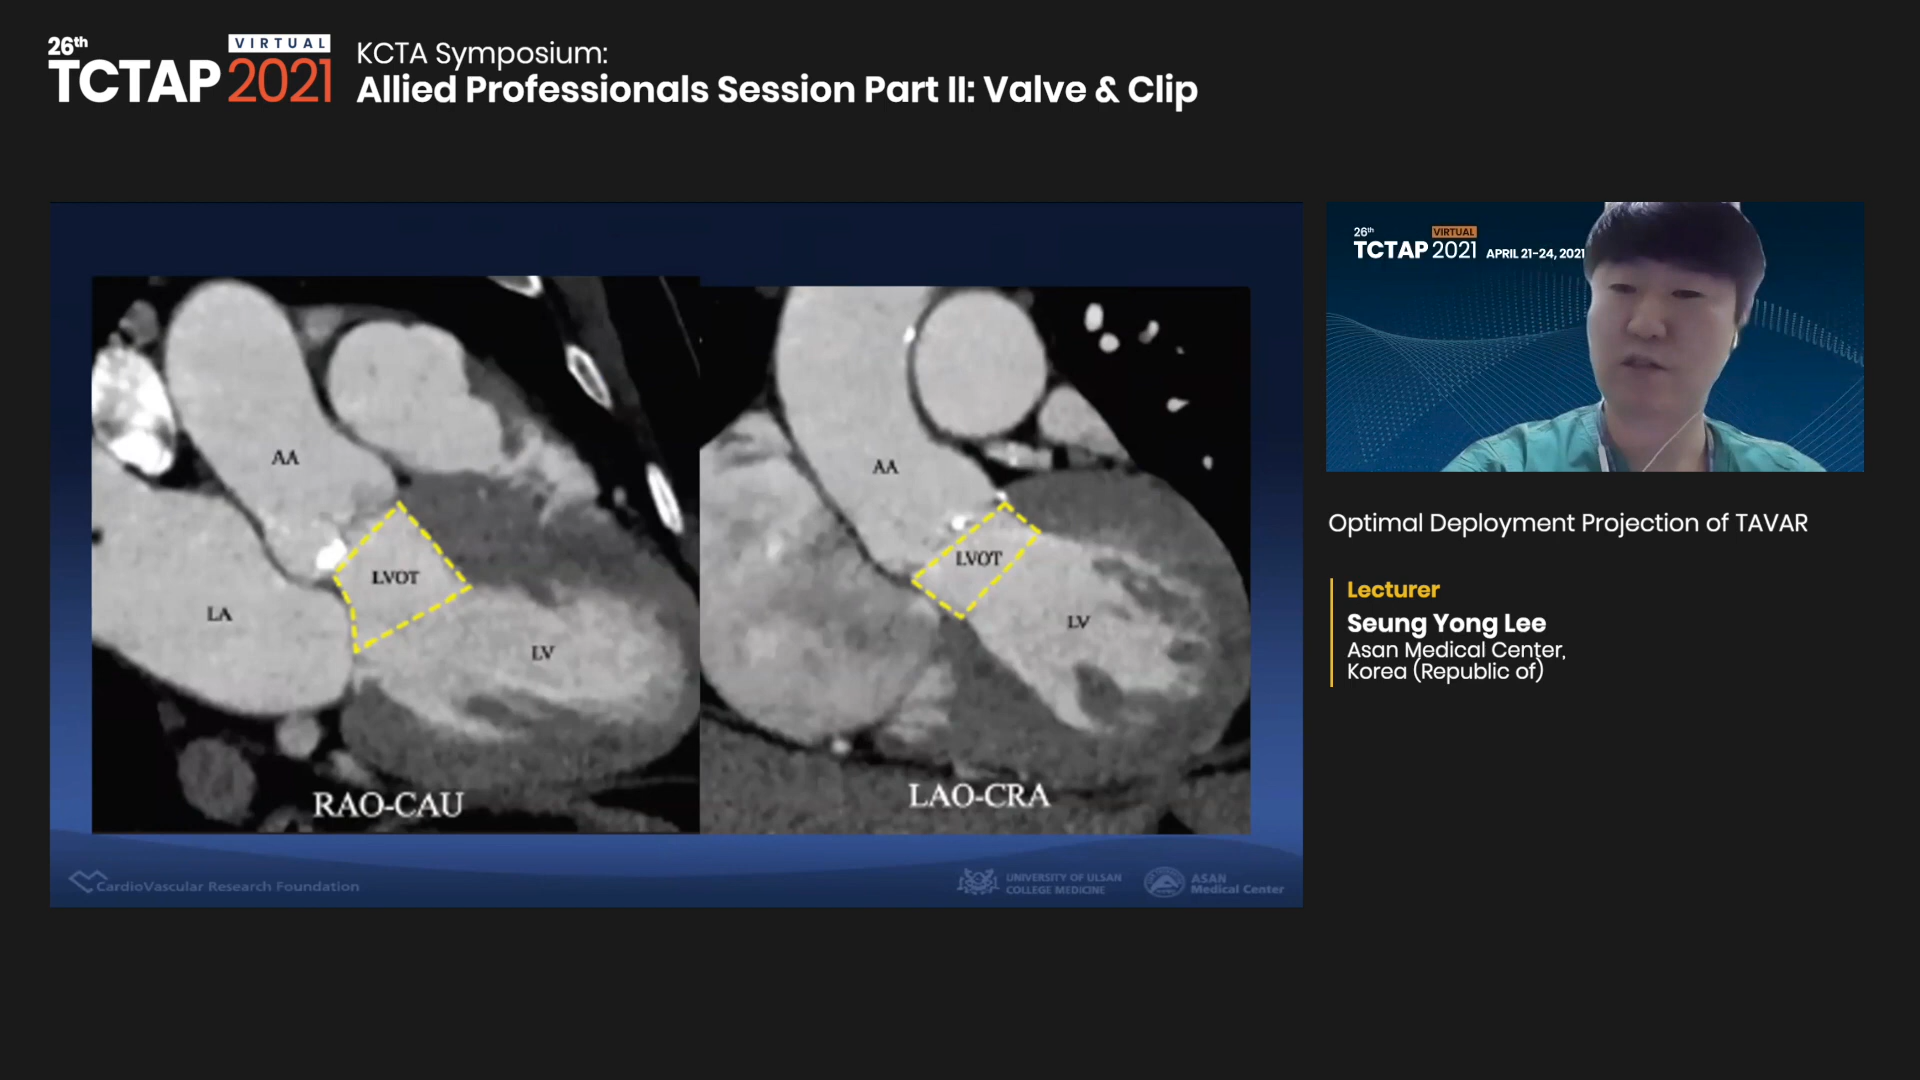 26th
VIRTUAL
TCTAP 2021
KCTA Symposium:
Allied Professionals Session Part II: Valve & Clip
AA
LVOT
LA
LV
RAO-CAU
AA
LVOT
LV
LAO-CRA
CardioVascular Research Foundation
UNIVERSITY OF ULSAN
COLLEGE MEDICINE
ASAN
Medical Center
26th
VIRTUAL
TCTAP 2021 APRIL 21-24, 2021
Optimal Deployment Projection of TAVAR
Lecturer
Seung Yong Lee
Asan Medical Center,
Korea (Republic of)